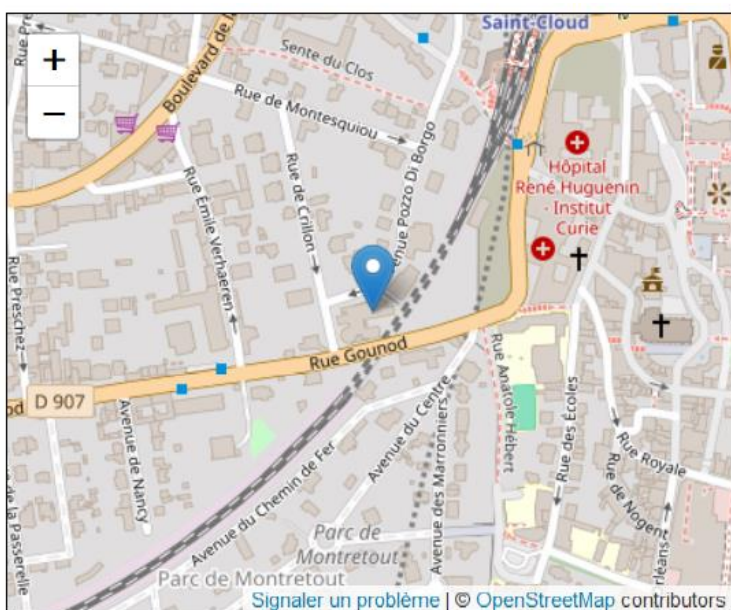 Saint-Cloud
+
−
Boulevard de
Sente du Clos
Rue de Montesquiou
Avenue Pozzo Di Borgo
Rue de Crillon
Rue Émile Verhaeren
Rue Preschez
Hôpital
René Huguenin
- Institut
Curie
Rue Gounod
D 907
Avenue de Nancy
Avenue du Centre
Avenue des Marronniers
Rue Anatole Hébert
Rue des Écoles
Rue Royale
Rue de Nogent
Avenue du Chemin de Fer
de la Passerelle
Parc de
Montretout
Parc de Montretout
Signaler un problème | © OpenStreetMap contributors